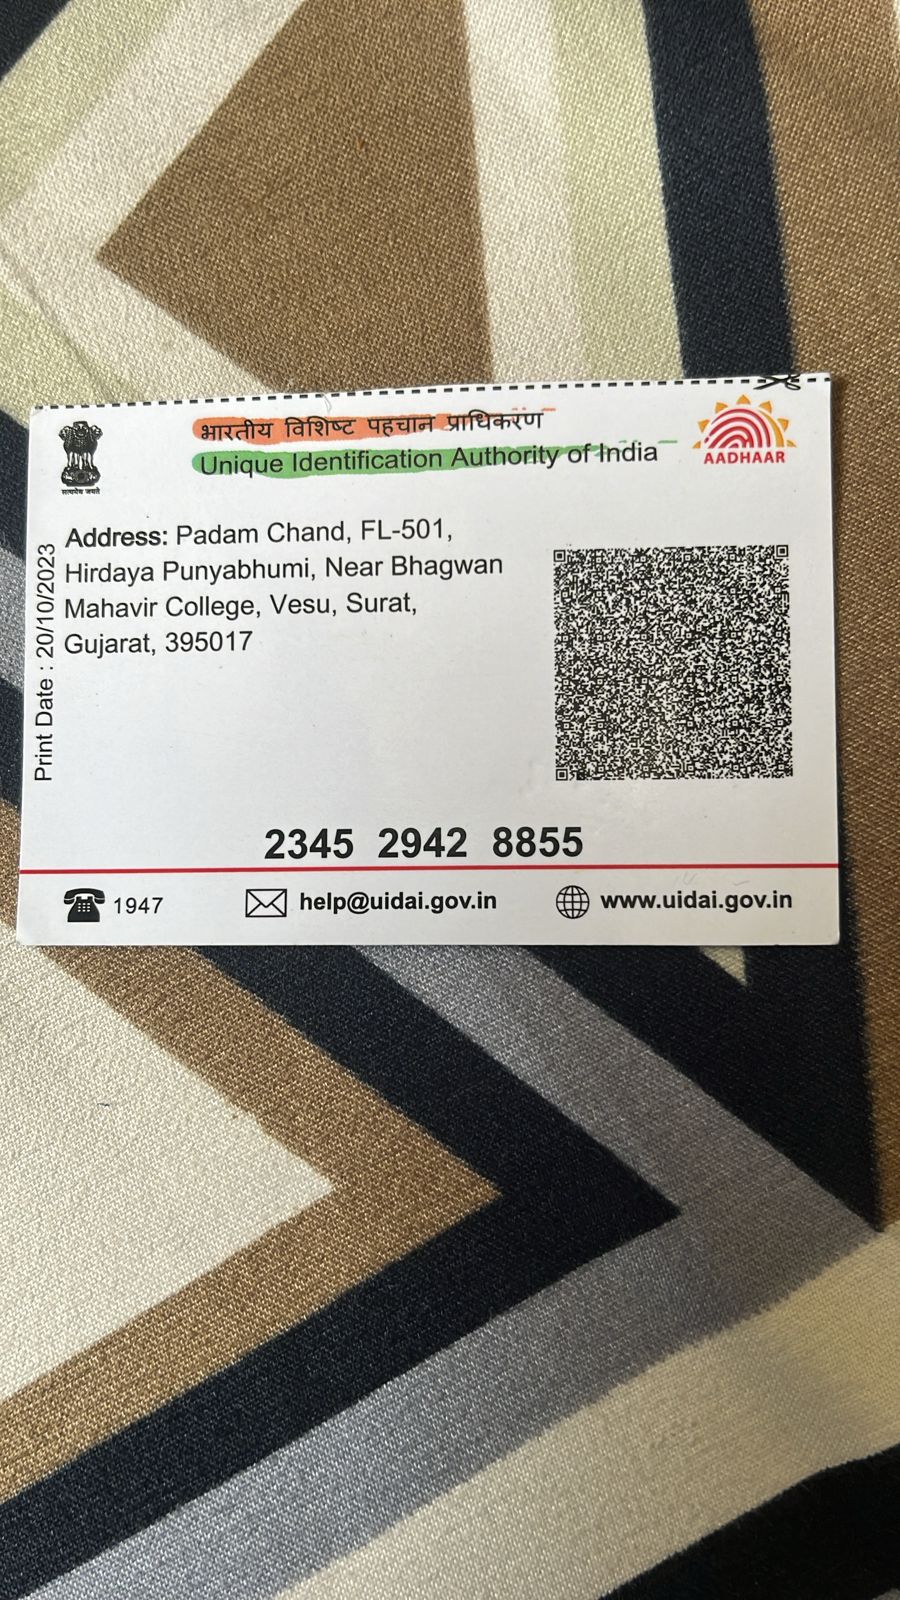 भारतीय विशिष्ट पहचान प्राधिकरण
Unique Identification Authority of India
AADHAAR
सत्यमेव जयते
Print Date : 20/10/2023
Address: Padam Chand, FL-501,
Hirdaya Punyabhumi, Near Bhagwan
Mahavir College, Vesu, Surat,
Gujarat, 395017
2345 2942 8855
1947
help@uidai.gov.in
www.uidai.gov.in